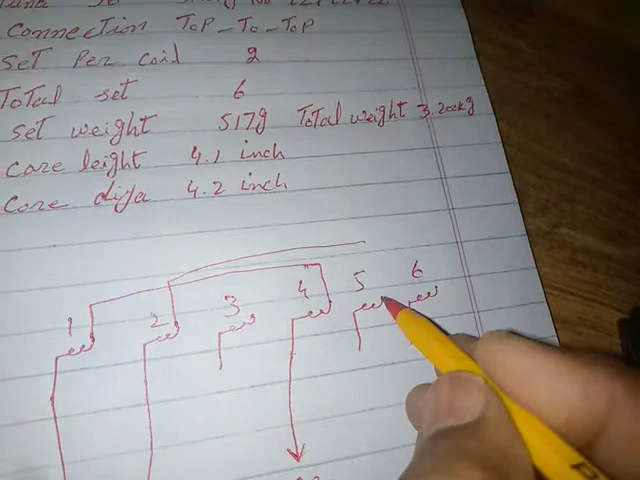 Connection ToP-To-ToP
SeT Per Coil 2
ToTal set 6
Set weight 517g ToTal weight 3.200kg
Core leight 4.1 inch
Core diya 4.2 inch
1 2 3 4 5 6